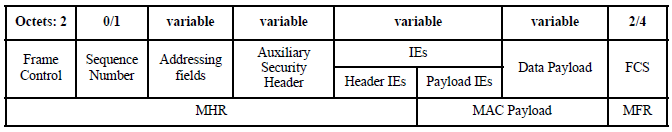 Octets: 2 0/1 variable variable variable variable 2/4
Frame Control Sequence Number Addressing fields Auxiliary Security Header IEs Data Payload FCS
Header IEs Payload IEs
MHR MAC Payload MFR